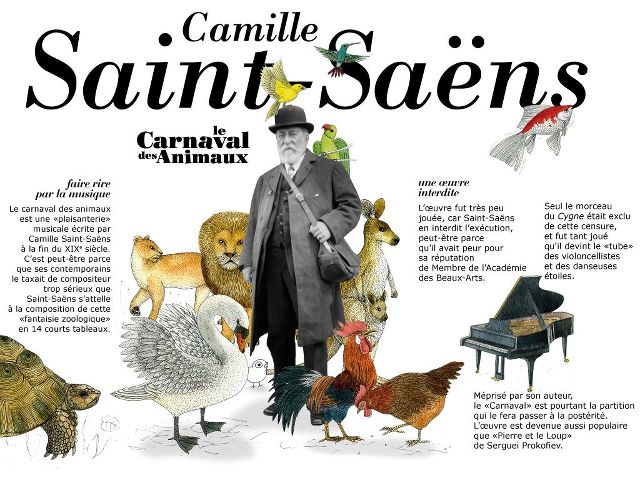 Camille
Saint-Saëns
le
Carnaval
des Animaux
faire rire
par la musique
Le carnaval des animaux
est une «plaisanterie»
musicale écrite par
Camille Saint-Saëns
à la fin du XIXe siècle.
C'est peut-être parce
que ses contemporains
le taxait de compositeur
trop sérieux que
Saint-Saëns s'attelle
à la composition de cette
«fantaisie zoologique»
en 14 courts tableaux.
une œuvre
interdite
L'œuvre fut très peu
jouée, car Saint-Saëns
en interdit l'exécution,
peut-être parce
qu'il avait peur pour
sa réputation
de Membre de l'Académie
des Beaux-Arts.
Seul le morceau
du Cygne était exclu
de cette censure,
et fut tant joué
qu'il devint le «tube»
des violoncellistes
et des danseuses
étoiles.
Méprisé par son auteur,
le «Carnaval» est pourtant la partition
qui le fera passer à la postérité.
L'œuvre est devenue aussi populaire
que «Pierre et le Loup»
de Serguei Prokofiev.